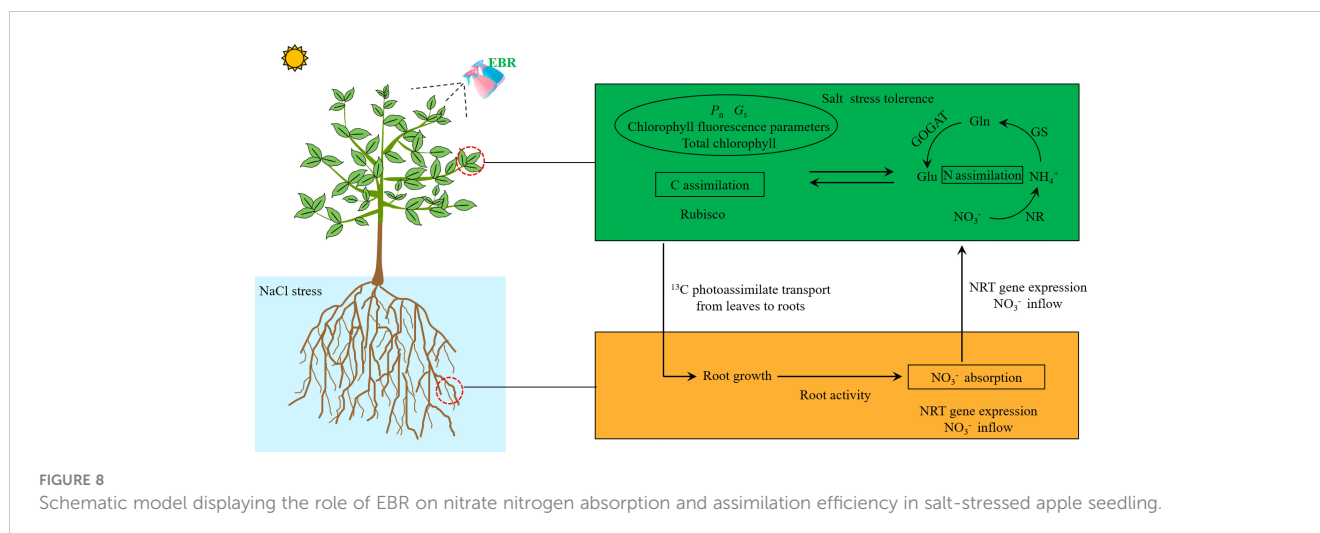 EBR
Salt stress tolerence
Pn Gs
Chlorophyll fluorescence parameters
Total chlorophyll
C assimilation
Rubisco
Gln
GOGAT
GS
Glu
N assimilation
NH₄⁺
NO₃⁻
NR
NaCl stress
¹³C photoassimilate transport
from leaves to roots
NRT gene expression
NO₃⁻ inflow
Root growth
Root activity
NO₃⁻ absorption
NRT gene expression
NO₃⁻ inflow
FIGURE 8
Schematic model displaying the role of EBR on nitrate nitrogen absorption and assimilation efficiency in salt-stressed apple seedling.